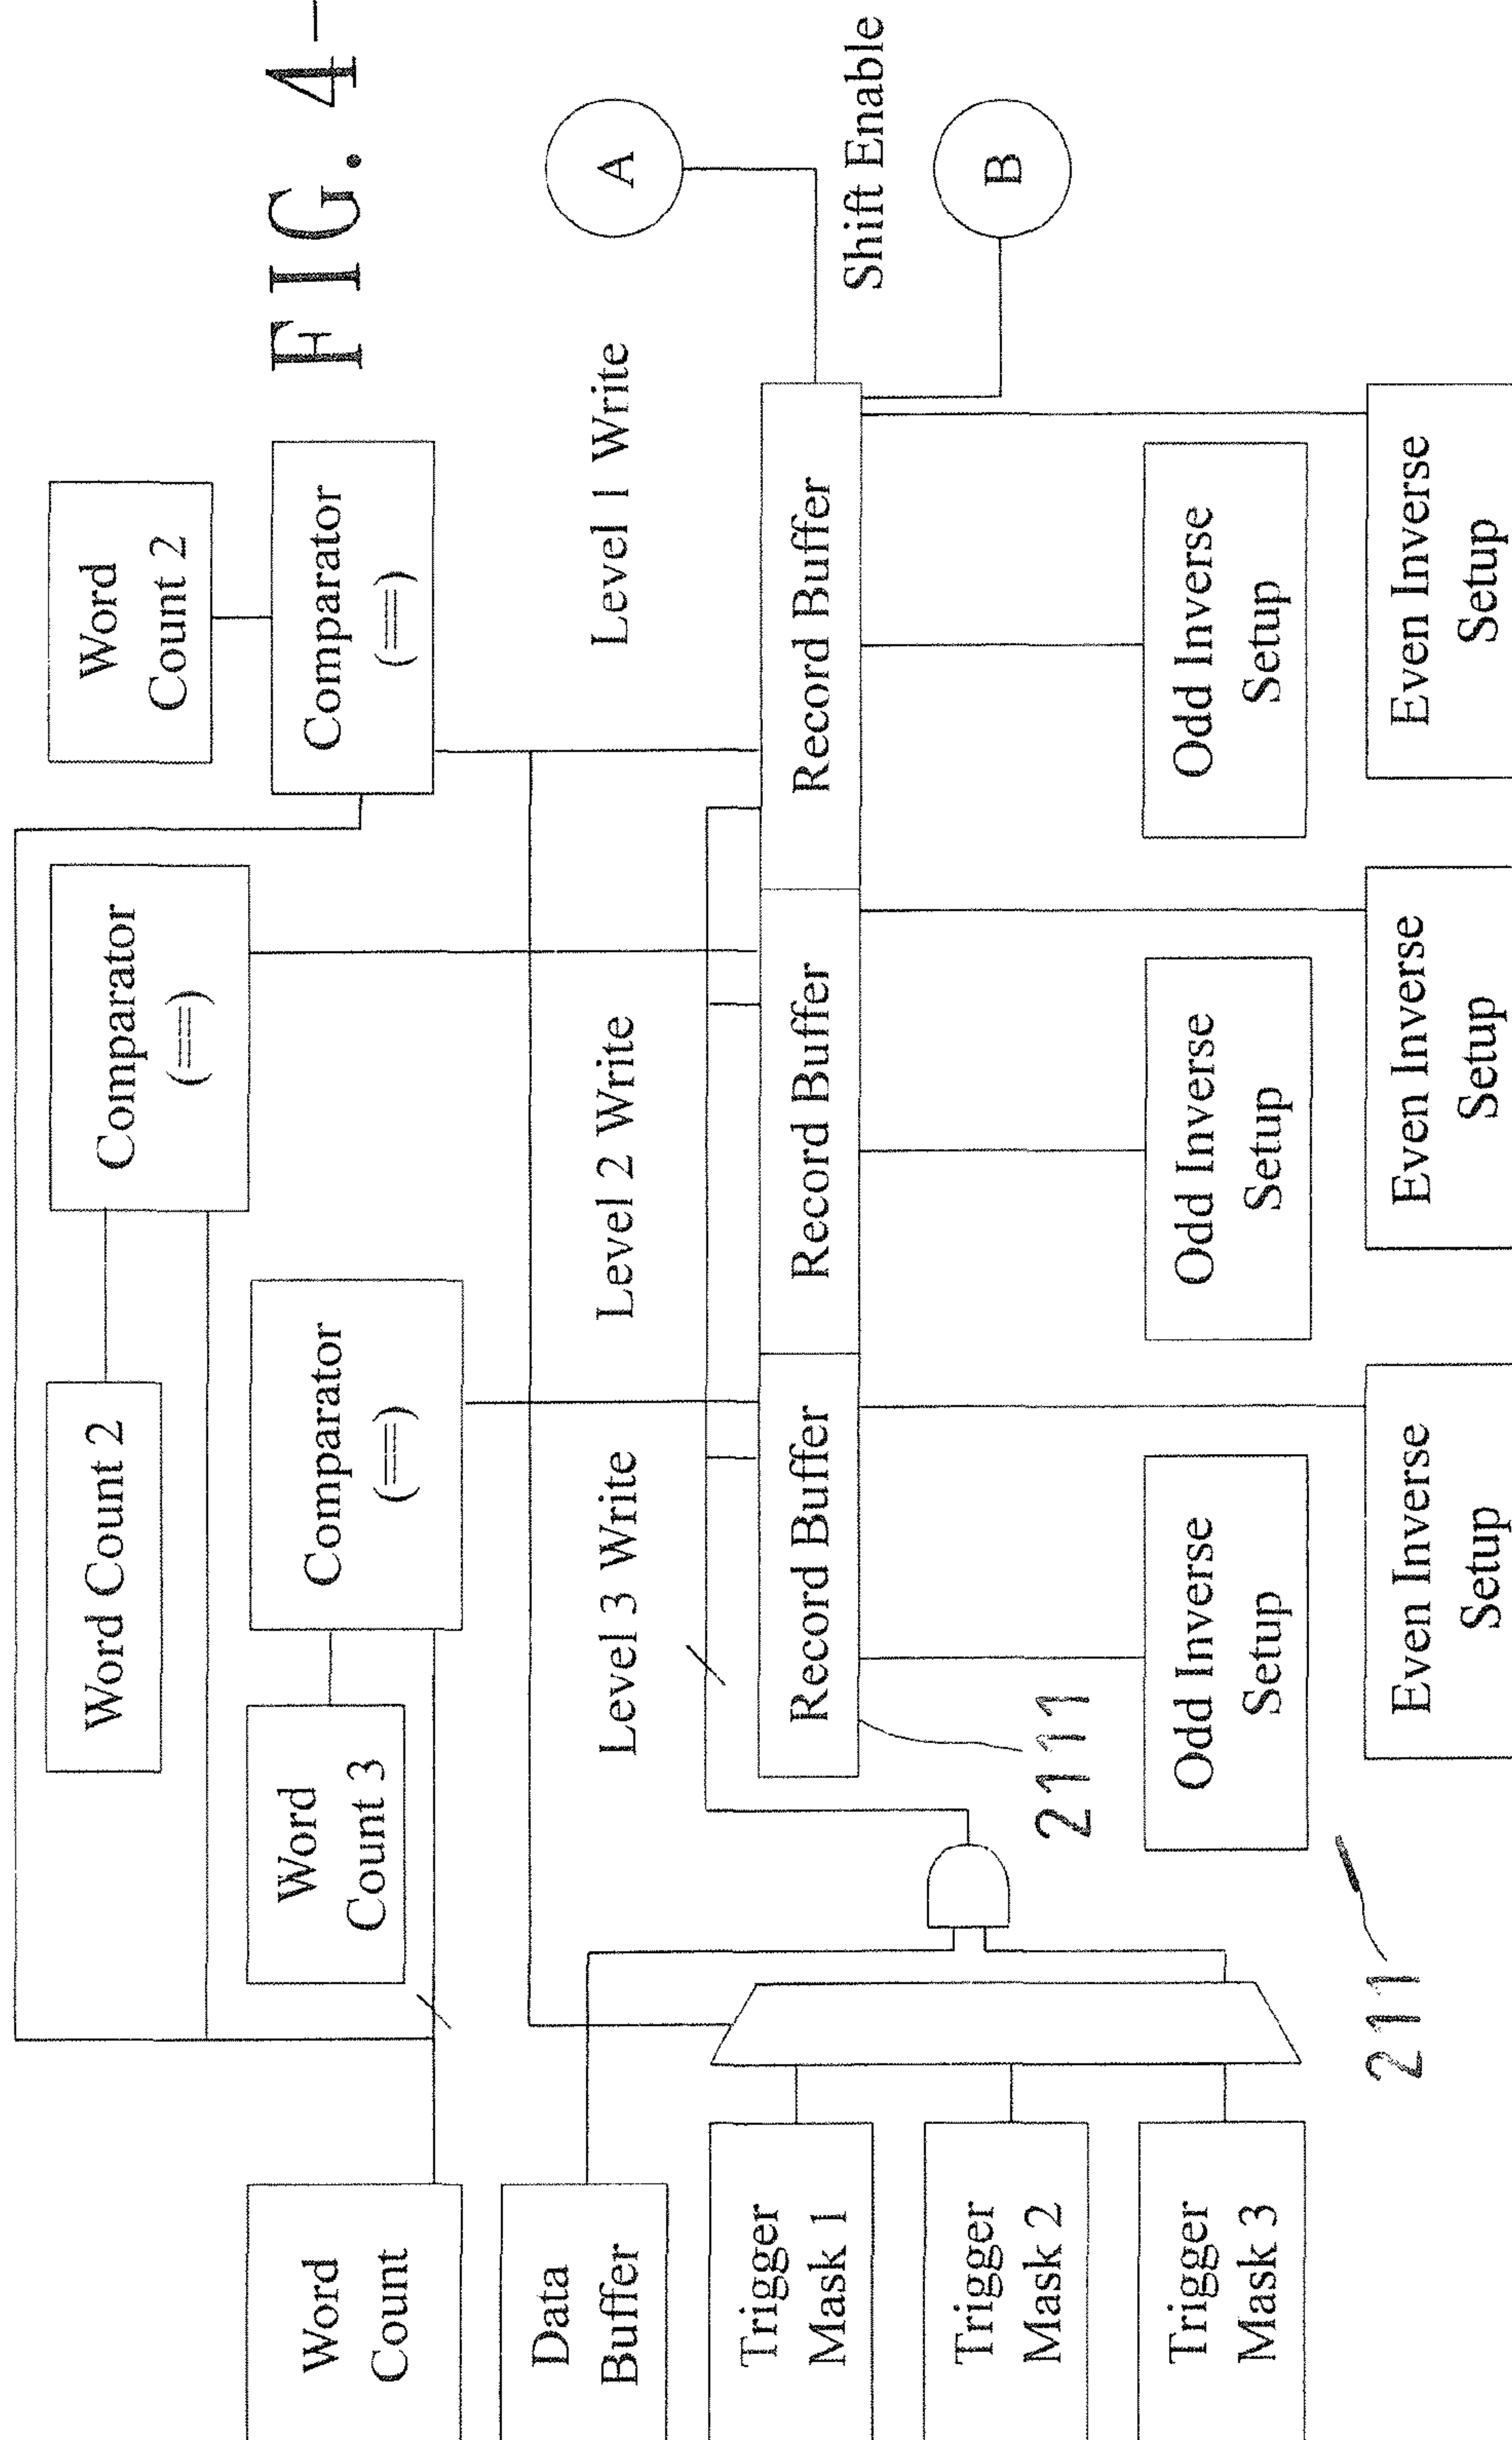 Word Count 2
Comparator
(==)
Word
Count 2
Word
Count
Word
Count 3
Comparator
(==)
Comparator
(==)
FIG. 4-
Data
Buffer
Level 3 Write
Level 2 Write
Level 1 Write
A
Trigger
Mask 1
Record Buffer
Record Buffer
Record Buffer
Shift Enable
Trigger
Mask 2
2111
B
Trigger
Mask 3
Odd Inverse
Setup
Odd Inverse
Setup
Odd Inverse
Setup
211
Even Inverse
Setup
Even Inverse
Setup
Even Inverse
Setup